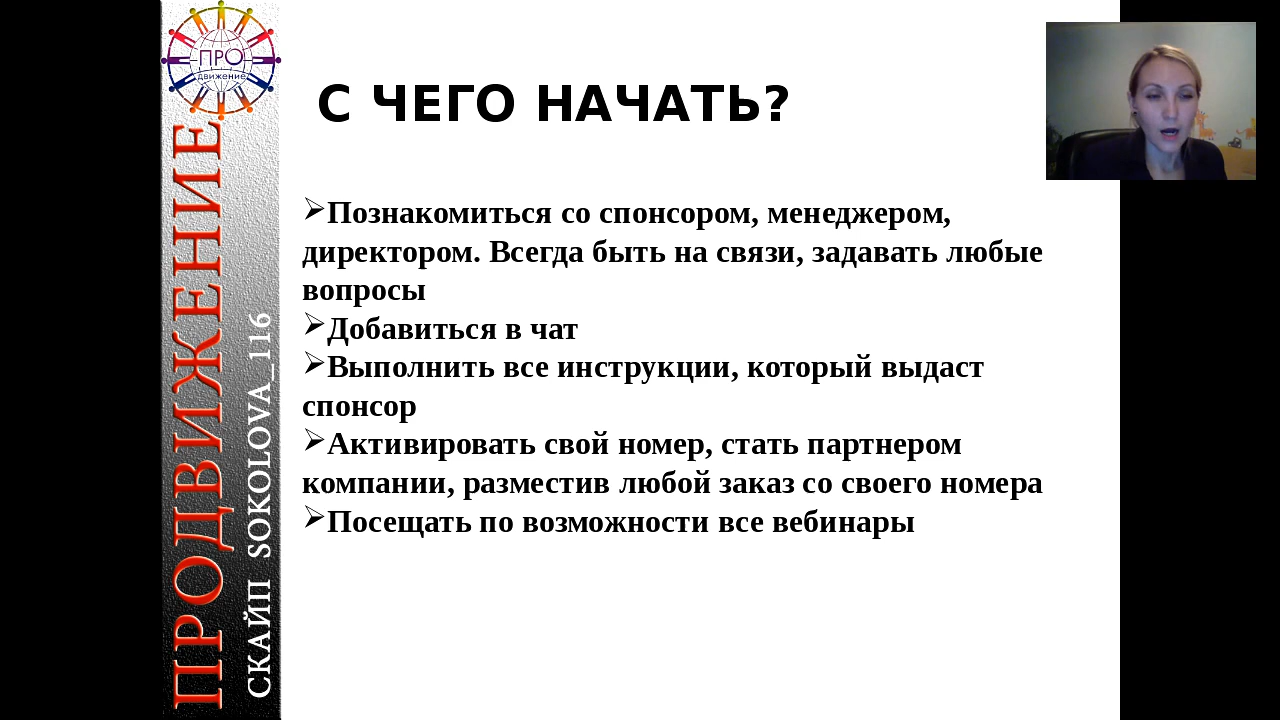 ПРО
движение
ПРОДВИЖЕНИЕ
СКАЙП SOKOLOVA_116
С ЧЕГО НАЧАТЬ?
➢Познакомиться со спонсором, менеджером,
директором. Всегда быть на связи, задавать любые
вопросы
➢Добавиться в чат
➢Выполнить все инструкции, который выдаст
спонсор
➢Активировать свой номер, стать партнером
компании, разместив любой заказ со своего номера
➢Посещать по возможности все вебинары